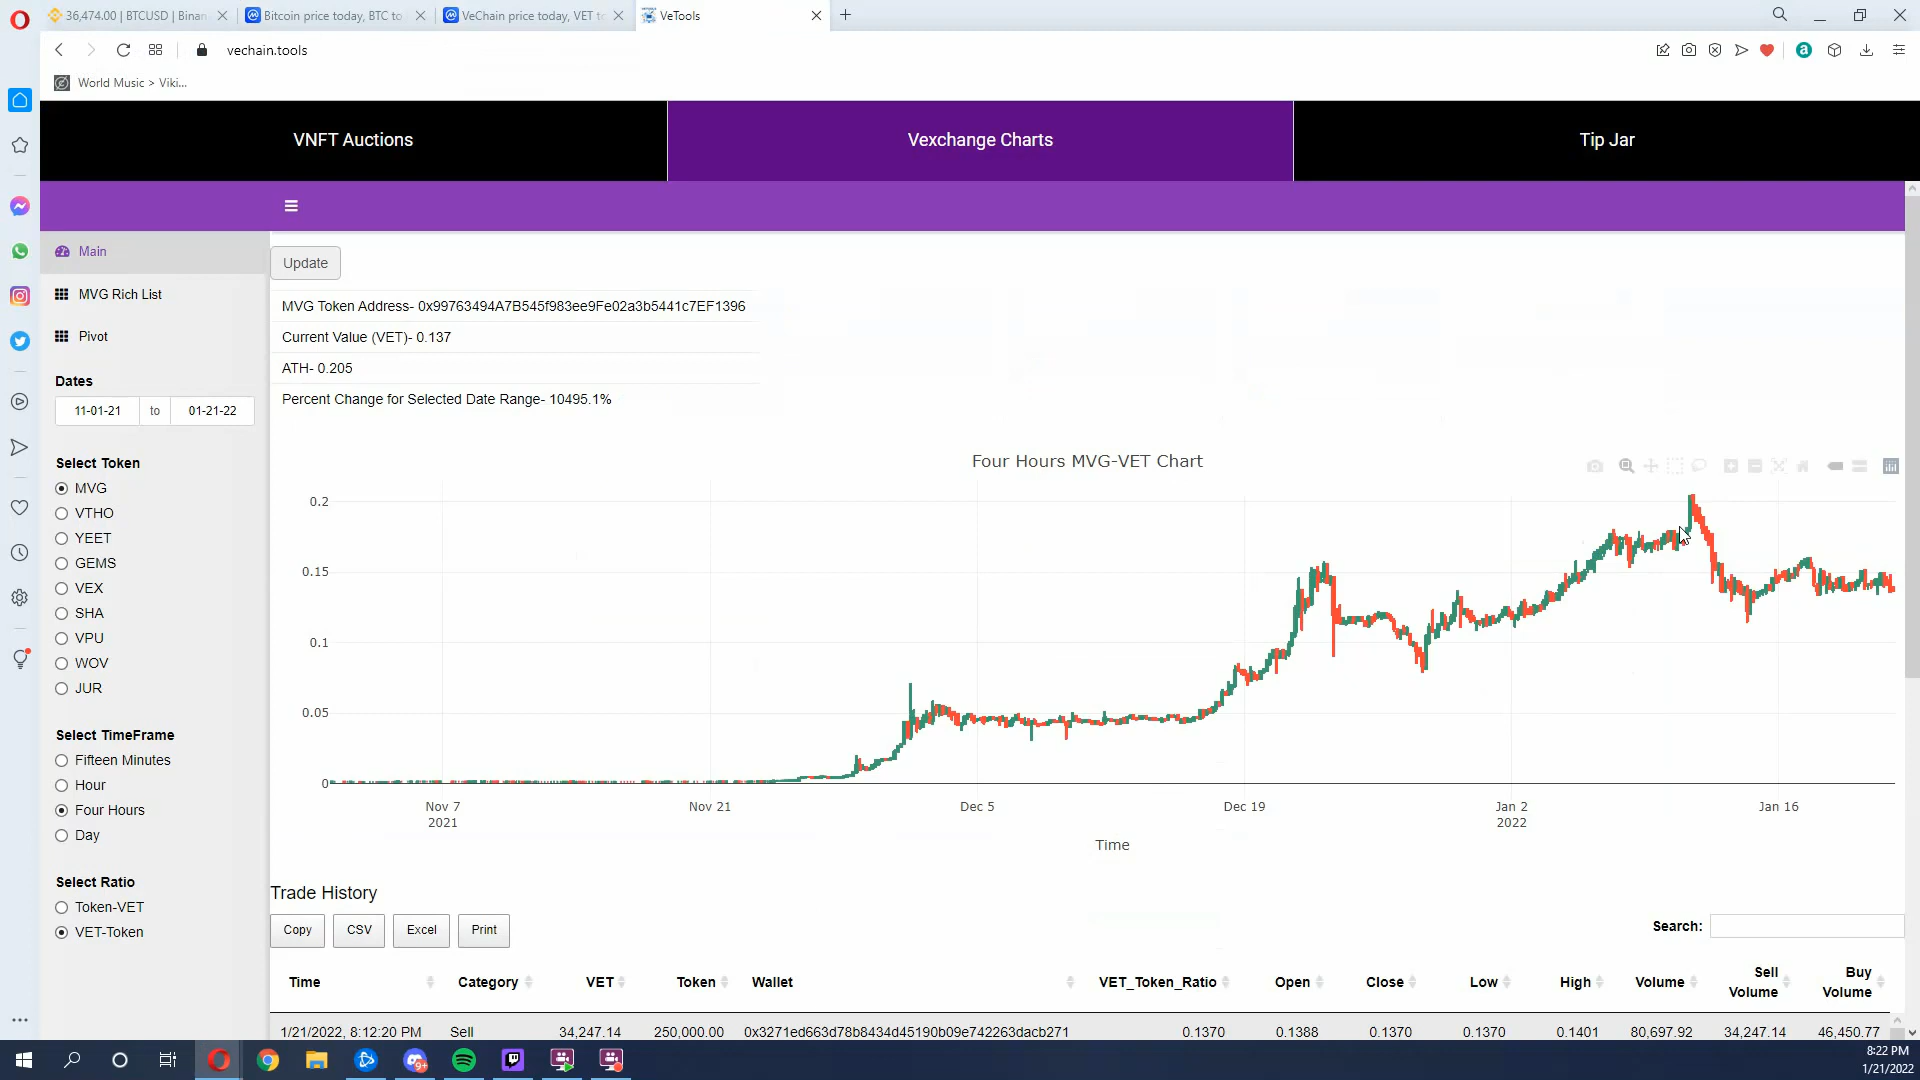 36,474.00 | BTCUSD | Binan
Bitcoin price today, BTC to
VeChain price today, VET t
VeTools
vechain.tools
World Music > Viki...
VNFT Auctions
Vexchange Charts
Tip Jar
Main
MVG Rich List
Pivot
Dates
11-01-21 to 01-21-22
Select Token
MVG
VTHO
YEET
GEMS
VEX
SHA
VPU
WOV
JUR
Select TimeFrame
Fifteen Minutes
Hour
Four Hours
Day
Select Ratio
Token-VET
VET-Token
Update
MVG Token Address- 0x99763494A7B545f983ee9Fe02a3b5441c7EF1396
Current Value (VET)- 0.137
ATH- 0.205
Percent Change for Selected Date Range- 10495.1%
Four Hours MVG-VET Chart
0.2
0.15
0.1
0.05
0
Nov 7 Nov 21 Dec 5 Dec 19 Jan 2 Jan 16
2021 2022
Time
Trade History
Copy CSV Excel Print
Search:
Time Category VET Token Wallet VET_Token_Ratio Open Close Low High Volume Sell Volume Buy Volume
1/21/2022, 8:12:20 PM Sell 34,247.14 250,000.00 0x3271ed663d78b8434d45190b09e742263dacb271 0.1370 0.1388 0.1370 0.1370 0.1401 80,697.92 34,247.14 46,450.77
9+
8:22 PM
1/21/2022